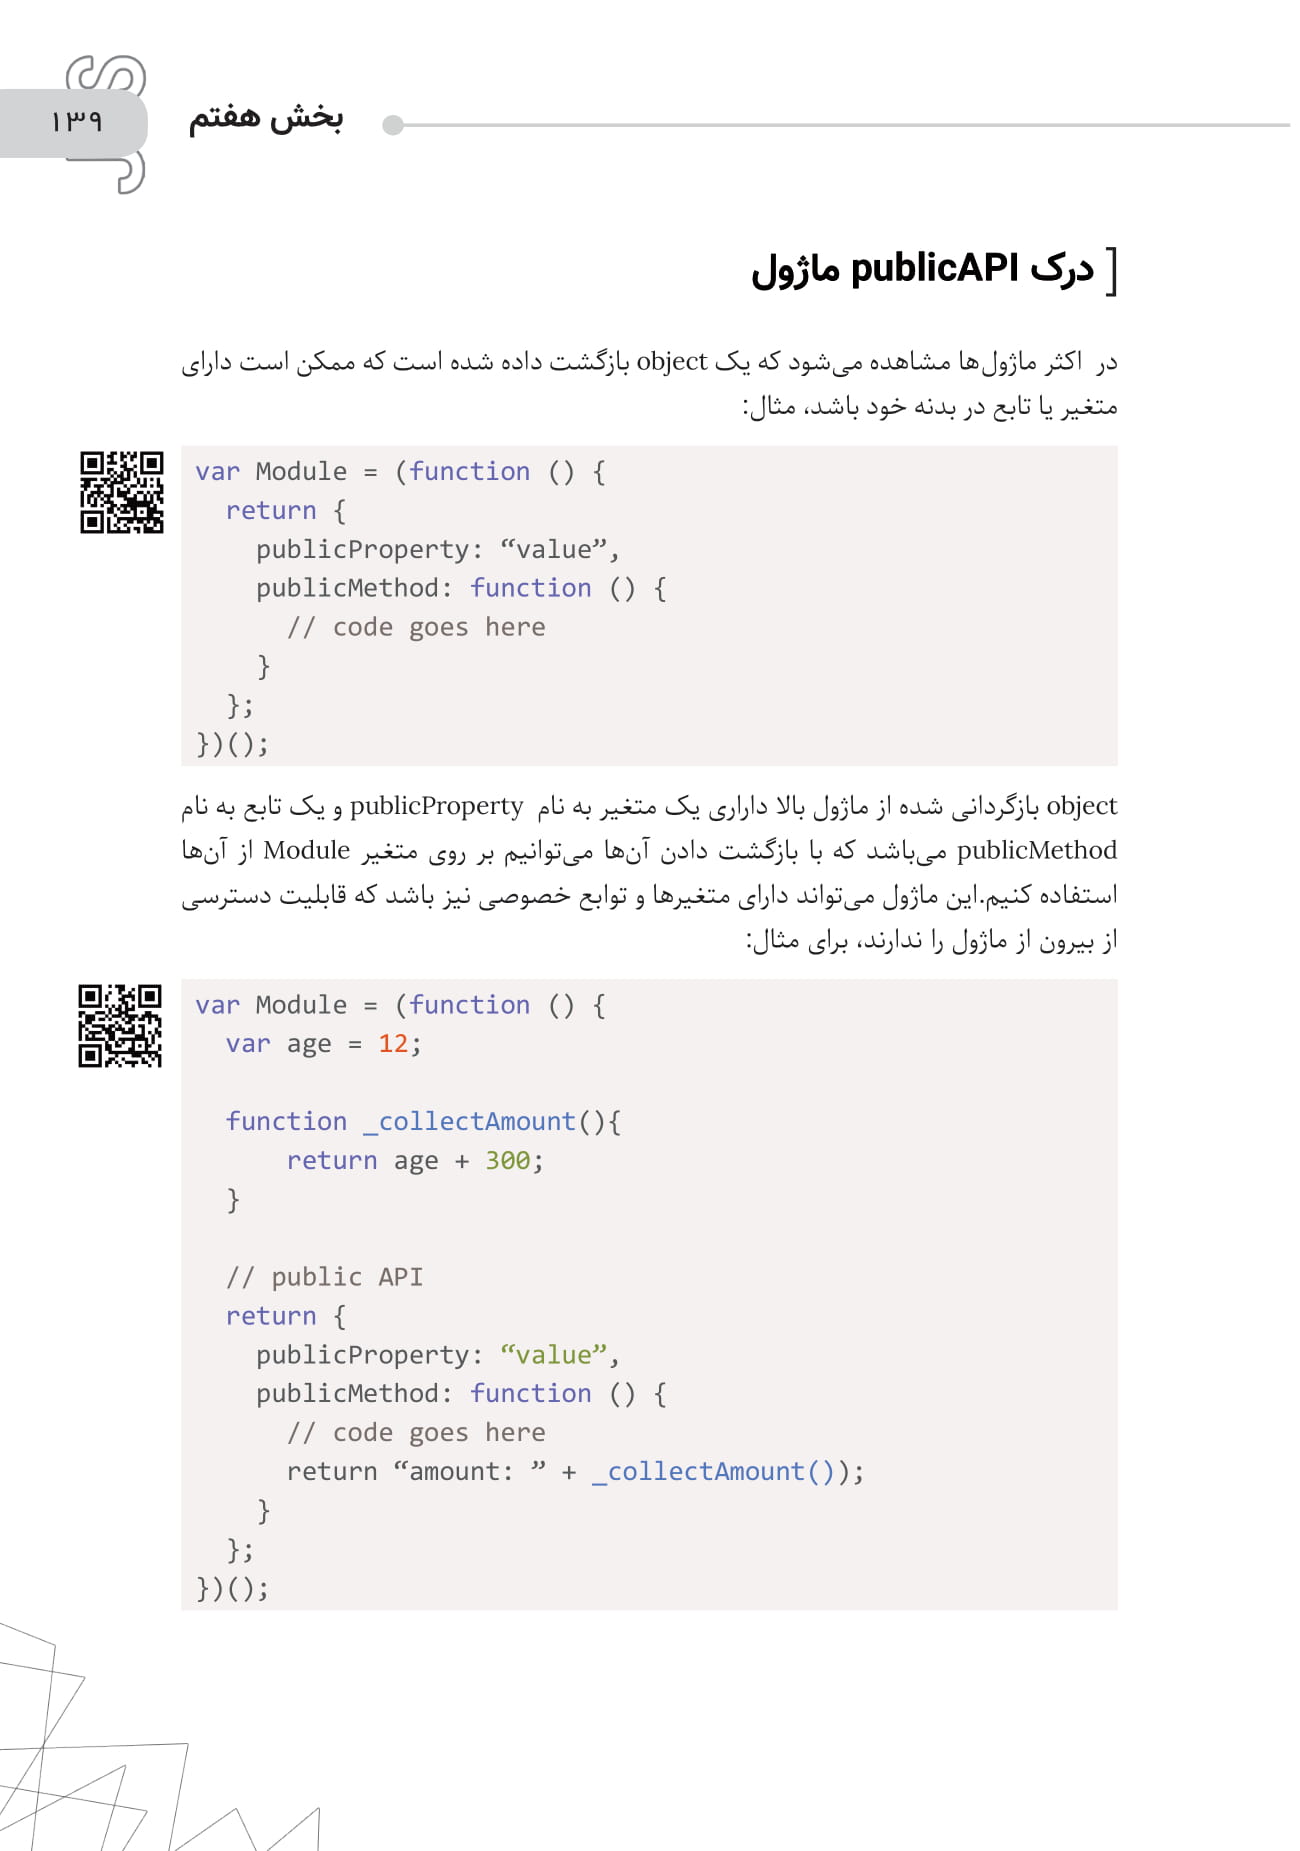 JS
۱۳۹
بخش هفتم
درک publicAPI ماژول
در اکثر ماژول‌ها مشاهده می‌شود که یک object بازگشت داده شده است که ممکن است دارای
متغیر یا تابع در بدنه خود باشد، مثال:
var Module = (function () {
  return {
    publicProperty: “value”,
    publicMethod: function () {
      // code goes here
    }
  };
})();
object بازگردانی شده از ماژول بالا داراری یک متغیر به نام publicProperty و یک تابع به نام
publicMethod می‌باشد که با بازگشت دادن آن‌ها می‌توانیم بر روی متغیر Module از آن‌ها
استفاده کنیم.این ماژول می‌تواند دارای متغیرها و توابع خصوصی نیز باشد که قابلیت دسترسی
از بیرون از ماژول را ندارند، برای مثال:
var Module = (function () {
  var age = 12;
  function _collectAmount(){
      return age + 300;
  }
  // public API
  return {
    publicProperty: “value”,
    publicMethod: function () {
      // code goes here
      return “amount: ” + _collectAmount());
    }
  };
})();